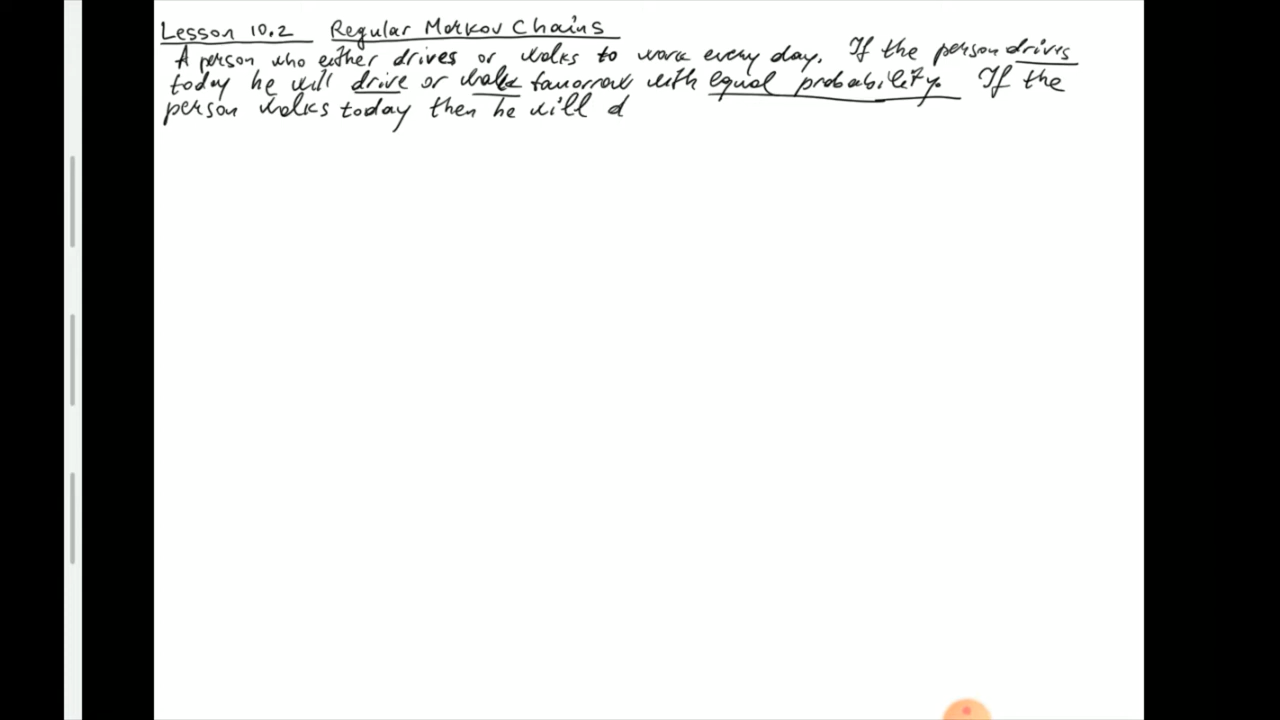 Lesson 10.2 Regular Markov Chains
A person who either drives or walks to work every day. If the person drives
today he will drive or walk tomorrow with equal probability. If the
person walks today then he will d